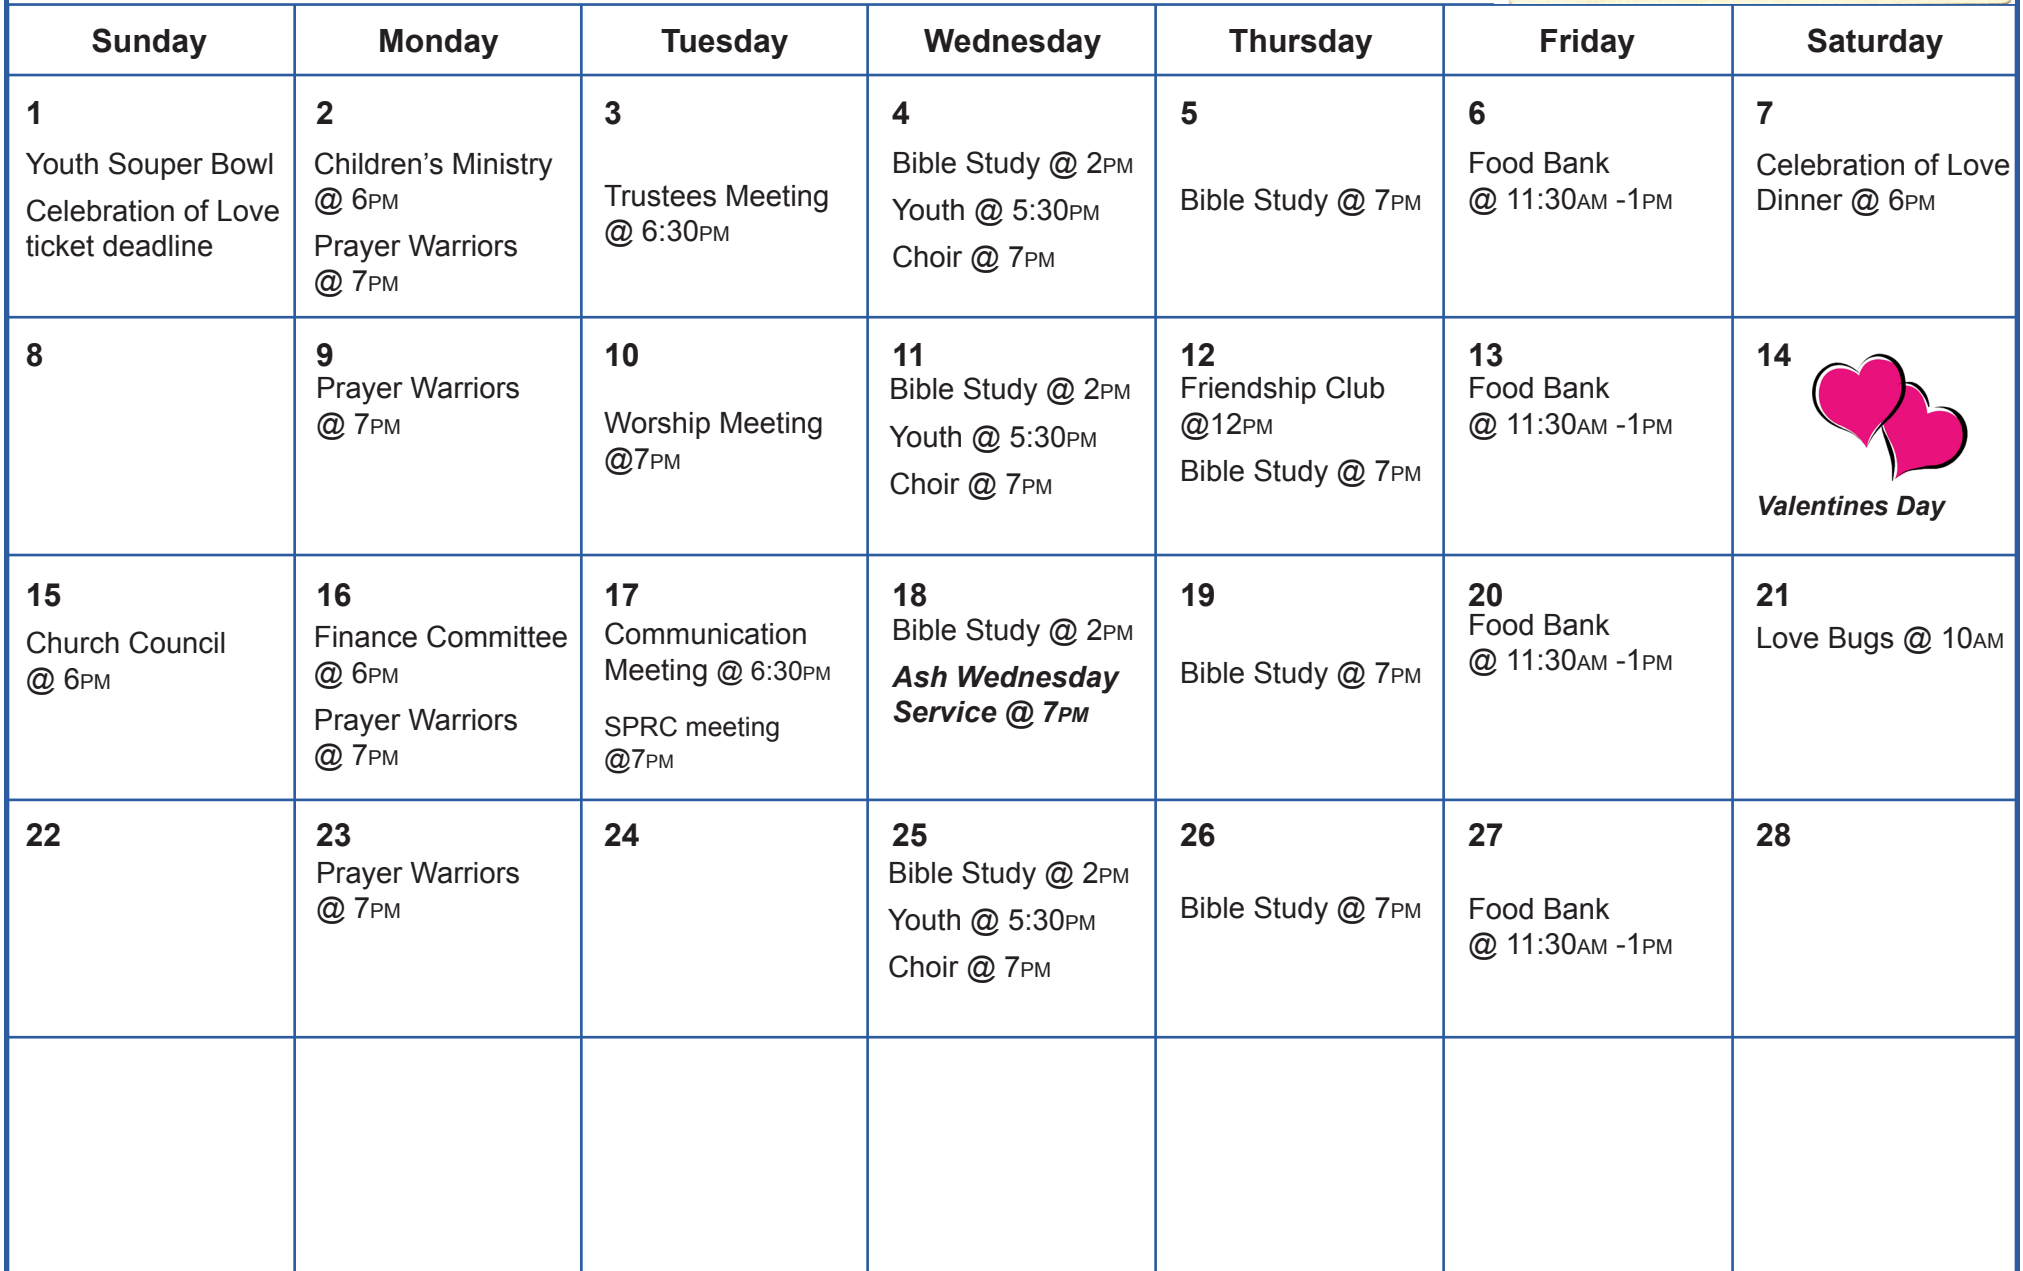 Sunday Monday Tuesday Wednesday Thursday Friday Saturday
1
Youth Souper Bowl
Celebration of Love
ticket deadline
2
Children’s Ministry
@ 6PM
Prayer Warriors
@ 7PM
3
Trustees Meeting
@ 6:30PM
4
Bible Study @ 2PM
Youth @ 5:30PM
Choir @ 7PM
5
Bible Study @ 7PM
6
Food Bank
@ 11:30AM -1PM
7
Celebration of Love
Dinner @ 6PM
8
9
Prayer Warriors
@ 7PM
10
Worship Meeting
@7PM
11
Bible Study @ 2PM
Youth @ 5:30PM
Choir @ 7PM
12
Friendship Club
@12PM
Bible Study @ 7PM
13
Food Bank
@ 11:30AM -1PM
14
Valentines Day
15
Church Council
@ 6PM
16
Finance Committee
@ 6PM
Prayer Warriors
@ 7PM
17
Communication
Meeting @ 6:30PM
SPRC meeting
@7PM
18
Bible Study @ 2PM
Ash Wednesday
Service @ 7PM
19
Bible Study @ 7PM
20
Food Bank
@ 11:30AM -1PM
21
Love Bugs @ 10AM
22
23
Prayer Warriors
@ 7PM
24
25
Bible Study @ 2PM
Youth @ 5:30PM
Choir @ 7PM
26
Bible Study @ 7PM
27
Food Bank
@ 11:30AM -1PM
28